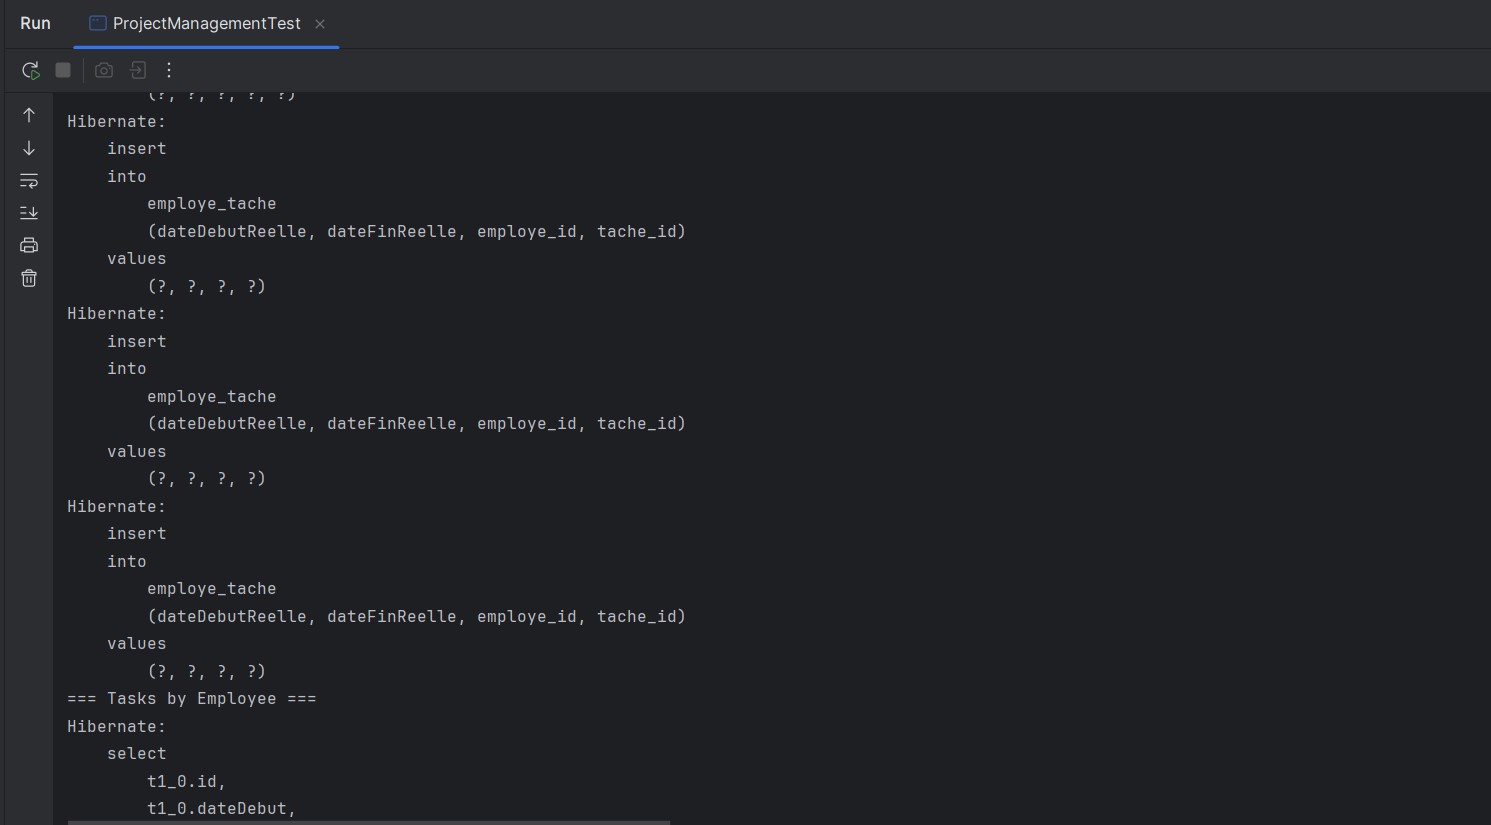 Run
ProjectManagementTest
(?, ?, ?, ?, ?)
Hibernate:
insert
into
employe_tache
(dateDebutReelle, dateFinReelle, employe_id, tache_id)
values
(?, ?, ?, ?)
Hibernate:
insert
into
employe_tache
(dateDebutReelle, dateFinReelle, employe_id, tache_id)
values
(?, ?, ?, ?)
Hibernate:
insert
into
employe_tache
(dateDebutReelle, dateFinReelle, employe_id, tache_id)
values
(?, ?, ?, ?)
=== Tasks by Employee ===
Hibernate:
select
t1_0.id,
t1_0.dateDebut,